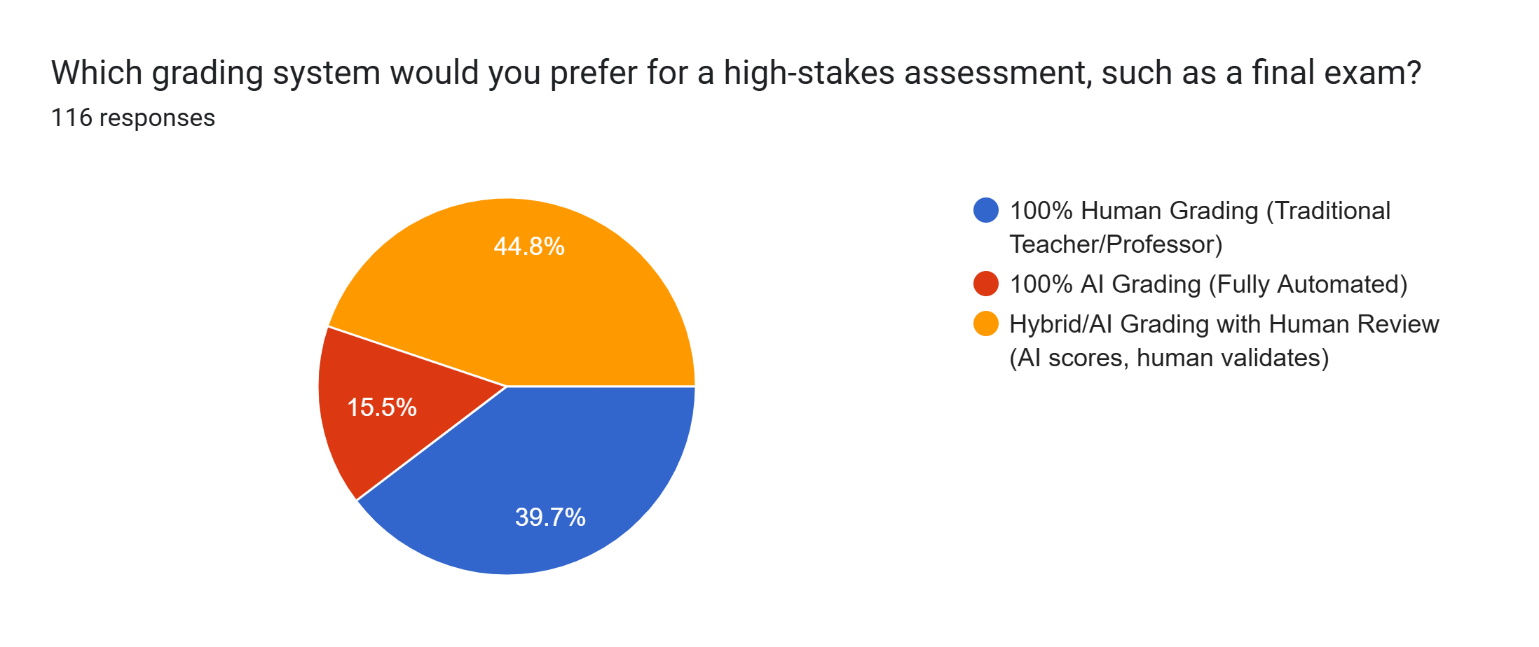 Which grading system would you prefer for a high-stakes assessment, such as a final exam?
116 responses
44.8%
15.5%
39.7%
100% Human Grading (Traditional
Teacher/Professor)
100% AI Grading (Fully Automated)
Hybrid/AI Grading with Human Review
(AI scores, human validates)